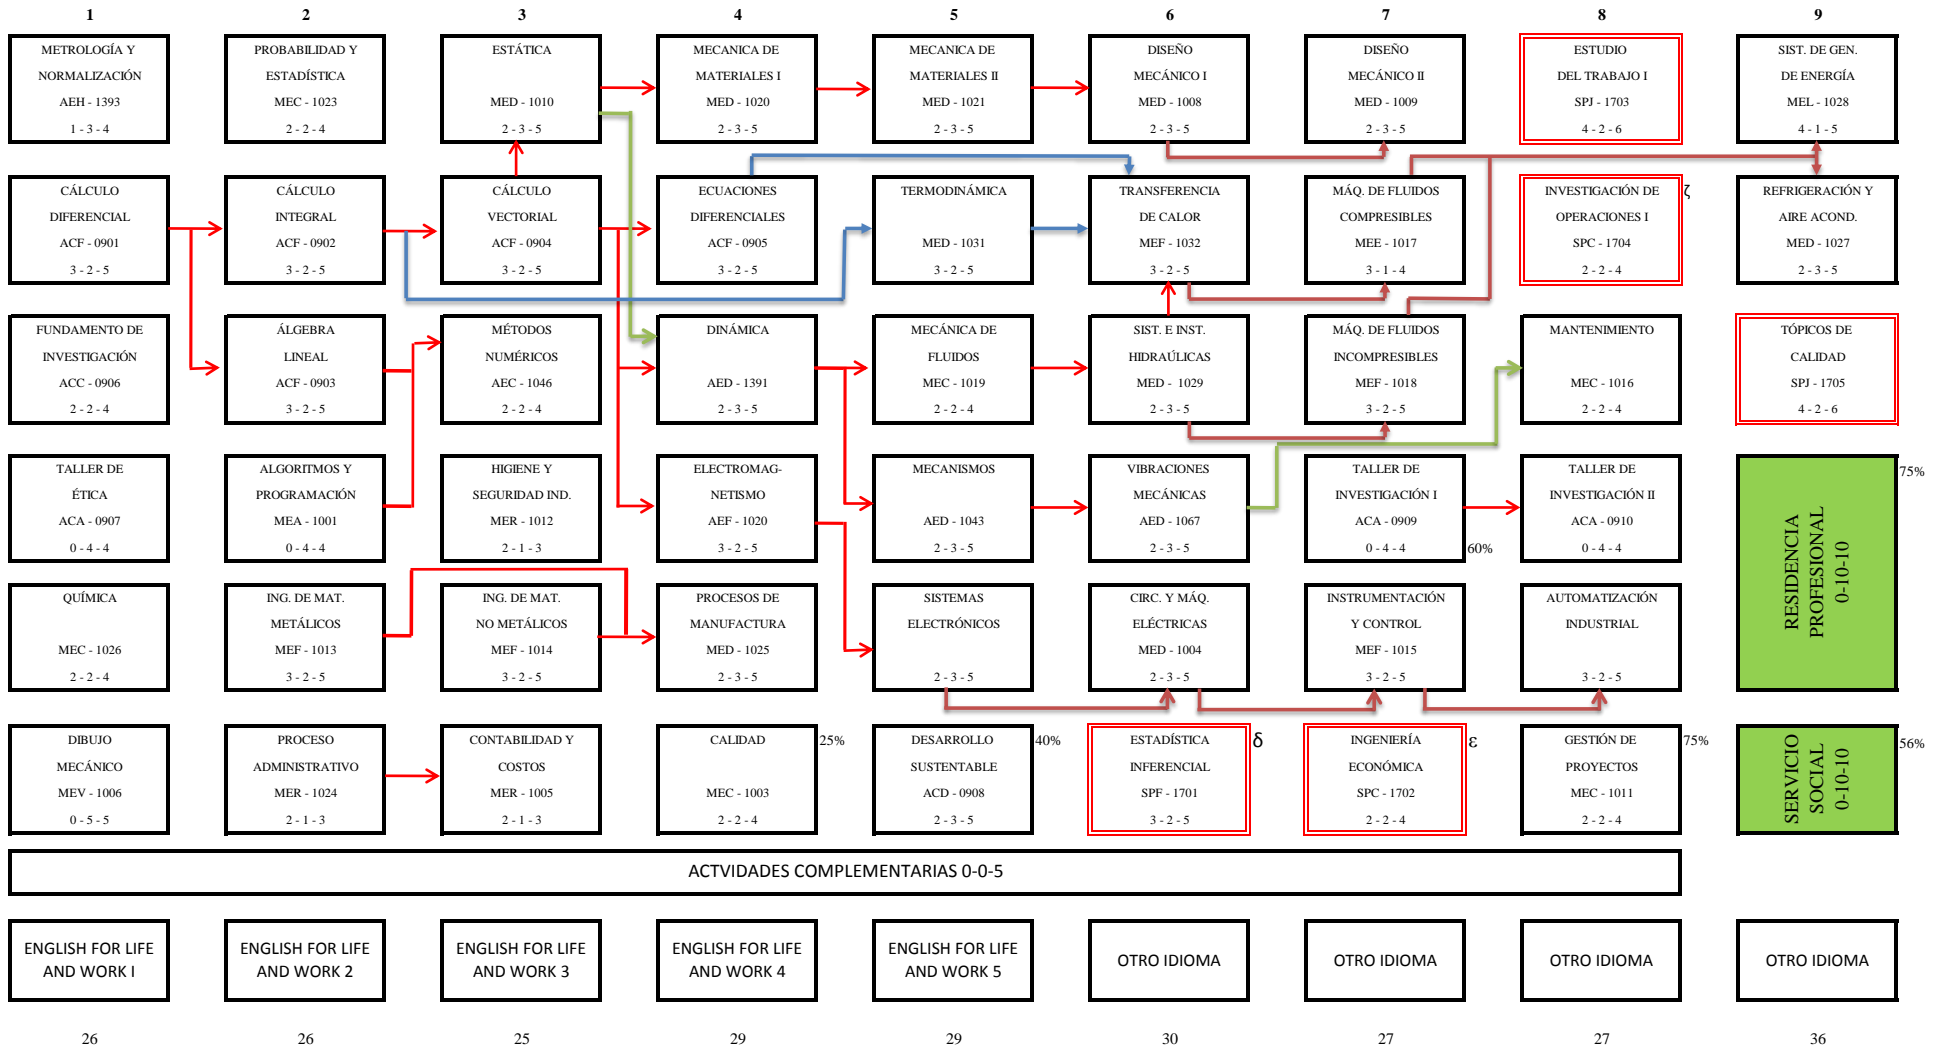 1 2 3 4 5 6 7 8 9
METROLOGÍA Y
NORMALIZACIÓN
AEH - 1393
1 - 3 - 4
PROBABILIDAD Y
ESTADÍSTICA
MEC - 1023
2 - 2 - 4
ESTÁTICA
MED - 1010
2 - 3 - 5
MECANICA DE
MATERIALES I
MED - 1020
2 - 3 - 5
MECANICA DE
MATERIALES II
MED - 1021
2 - 3 - 5
DISEÑO
MECÁNICO I
MED - 1008
2 - 3 - 5
DISEÑO
MECÁNICO II
MED - 1009
2 - 3 - 5
ESTUDIO
DEL TRABAJO I
SPJ - 1703
4 - 2 - 6
SIST. DE GEN.
DE ENERGÍA
MEL - 1028
4 - 1 - 5
CÁLCULO
DIFERENCIAL
ACF - 0901
3 - 2 - 5
CÁLCULO
INTEGRAL
ACF - 0902
3 - 2 - 5
CÁLCULO
VECTORIAL
ACF - 0904
3 - 2 - 5
ECUACIONES
DIFERENCIALES
ACF - 0905
3 - 2 - 5
TERMODINÁMICA
MED - 1031
3 - 2 - 5
TRANSFERENCIA
DE CALOR
MEF - 1032
3 - 2 - 5
MÁQ. DE FLUIDOS
COMPRESIBLES
MEE - 1017
3 - 1 - 4
INVESTIGACIÓN DE
OPERACIONES I
SPC - 1704
2 - 2 - 4
ζ
REFRIGERACIÓN Y
AIRE ACOND.
MED - 1027
2 - 3 - 5
FUNDAMENTO DE
INVESTIGACIÓN
ACC - 0906
2 - 2 - 4
ÁLGEBRA
LINEAL
ACF - 0903
3 - 2 - 5
MÉTODOS
NUMÉRICOS
AEC - 1046
2 - 2 - 4
DINÁMICA
AED - 1391
2 - 3 - 5
MECÁNICA DE
FLUIDOS
MEC - 1019
2 - 2 - 4
SIST. E INST.
HIDRAÚLICAS
MED - 1029
2 - 3 - 5
MÁQ. DE FLUIDOS
INCOMPRESIBLES
MEF - 1018
3 - 2 - 5
MANTENIMIENTO
MEC - 1016
2 - 2 - 4
TÓPICOS DE
CALIDAD
SPJ - 1705
4 - 2 - 6
TALLER DE
ÉTICA
ACA - 0907
0 - 4 - 4
ALGORITMOS Y
PROGRAMACIÓN
MEA - 1001
0 - 4 - 4
HIGIENE Y
SEGURIDAD IND.
MER - 1012
2 - 1 - 3
ELECTROMAG-
NETISMO
AEF - 1020
3 - 2 - 5
MECANISMOS
AED - 1043
2 - 3 - 5
VIBRACIONES
MECÁNICAS
AED - 1067
2 - 3 - 5
TALLER DE
INVESTIGACIÓN I
ACA - 0909
0 - 4 - 4
60%
TALLER DE
INVESTIGACIÓN II
ACA - 0910
0 - 4 - 4
RESIDENCIA
PROFESIONAL
0-10-10
75%
QUÍMICA
MEC - 1026
2 - 2 - 4
ING. DE MAT.
METÁLICOS
MEF - 1013
3 - 2 - 5
ING. DE MAT.
NO METÁLICOS
MEF - 1014
3 - 2 - 5
PROCESOS DE
MANUFACTURA
MED - 1025
2 - 3 - 5
SISTEMAS
ELECTRÓNICOS
2 - 3 - 5
CIRC. Y MÁQ.
ELÉCTRICAS
MED - 1004
2 - 3 - 5
INSTRUMENTACIÓN
Y CONTROL
MEF - 1015
3 - 2 - 5
AUTOMATIZACIÓN
INDUSTRIAL
3 - 2 - 5
DIBUJO
MECÁNICO
MEV - 1006
0 - 5 - 5
PROCESO
ADMINISTRATIVO
MER - 1024
2 - 1 - 3
CONTABILIDAD Y
COSTOS
MER - 1005
2 - 1 - 3
CALIDAD
MEC - 1003
2 - 2 - 4
25%
DESARROLLO
SUSTENTABLE
ACD - 0908
2 - 3 - 5
40%
ESTADÍSTICA
INFERENCIAL
SPF - 1701
3 - 2 - 5
δ
INGENIERÍA
ECONÓMICA
SPC - 1702
2 - 2 - 4
ε
GESTIÓN DE
PROYECTOS
MEC - 1011
2 - 2 - 4
75%
SERVICIO
SOCIAL
0-10-10
56%
ACTVIDADES COMPLEMENTARIAS 0-0-5
ENGLISH FOR LIFE
AND WORK I
ENGLISH FOR LIFE
AND WORK 2
ENGLISH FOR LIFE
AND WORK 3
ENGLISH FOR LIFE
AND WORK 4
ENGLISH FOR LIFE
AND WORK 5
OTRO IDIOMA
OTRO IDIOMA
OTRO IDIOMA
OTRO IDIOMA
26 26 25 29 29 30 27 27 36